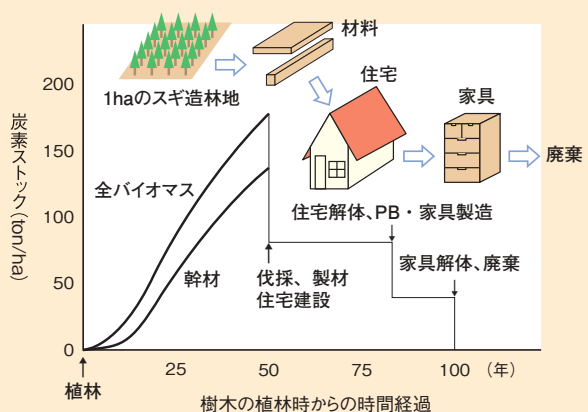 材料
1haのスギ造林地
住宅
家具
廃棄
炭素ストック(ton/ha)
200
150
100
50
0
全バイオマス
幹材
住宅解体、PB・家具製造
伐採、製材
住宅建設
家具解体、廃棄
25
50
75
100
(年)
植林
樹木の植林時からの時間経過